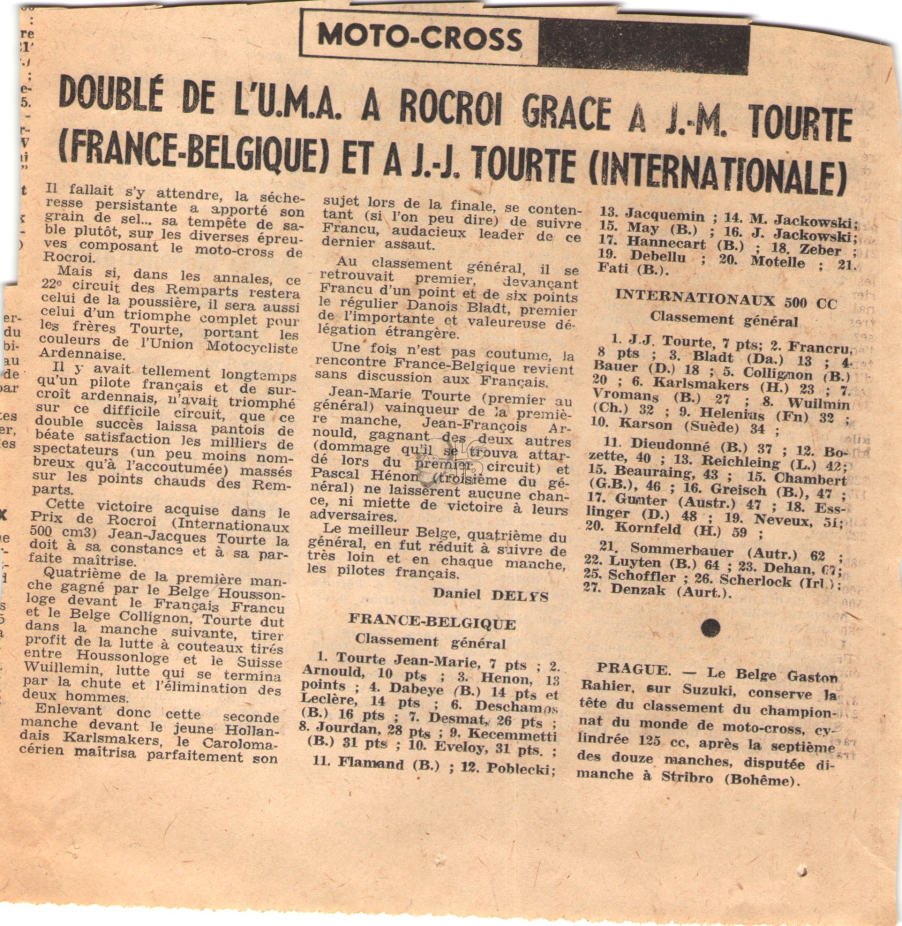 MOTO-CROSS
DOUBLÉ DE L'U.M.A. A ROCROI GRACE A J.-M. TOURTE
(FRANCE-BELGIQUE) ET A J.-J. TOURTE (INTERNATIONALE)
Il fallait s'y attendre, la séche-
resse persistante a apporté son
grain de sel... sa tempête de sa-
ble plutôt, sur les diverses épreu-
ves composant le moto-cross de
Rocroi.
Mais si, dans les annales, ce
22e circuit des Remparts restera
celui de la poussière, il sera aussi
celui d'un triomphe complet pour
les frères Tourte, portant les
couleurs de l'Union Motocycliste
Ardennaise.
Il y avait tellement longtemps
qu'un pilote français et de sur-
croît ardennais, n'avait triomphé
sur ce difficile circuit, que ce
double succès laissa pantois de
béate satisfaction les milliers de
spectateurs (un peu moins nom-
breux qu'à l'accoutumée) massés
sur les points chauds des Rem-
parts.
Cette victoire acquise dans le
Prix de Rocroi (Internationaux
500 cm3) Jean-Jacques Tourte la
doit à sa constance et à sa par-
faite maîtrise.
Quatrième de la première man-
che gagné par le Belge Housson-
loge devant le Français Francu
et le Belge Collignon, Tourte dut
dans la manche suivante, tirer
profit de la lutte à couteaux tirés
entre Houssonloge et le Suisse
Wuillemin, lutte qui se termina
par la chute et l'élimination des
deux hommes.
Enlevant donc cette seconde
manche devant le jeune Hollan-
dais Karlsmakers, le Caroloma-
cérien maîtrisa parfaitement son
sujet lors de la finale, se conten-
tant (si l'on peu dire) de suivre
Francu, audacieux leader de ce
dernier assaut.
Au classement général, il se
retrouvait premier, devançant
Francu d'un point et de six points
le régulier Danois Bladt, premier
de l'importante et valeureuse dé-
légation étrangère.
Une fois n'est pas coutume, la
rencontre France-Belgique revient
sans discussion aux Français.
Jean-Marie Tourte (premier au
général) vainqueur de la premiè-
re manche, Jean-François Ar-
nould, gagnant des deux autres
(dommage qu'il se trouva attar-
dé lors du premier circuit) et
Pascal Hénon (troisième du gé-
néral) ne laissèrent aucune chan-
ce, ni miette de victoire à leurs
adversaires.
Le meilleur Belge, quatrième du
général, en fut réduit à suivre de
très loin et en chaque manche,
les pilotes français.
Daniel DELYS
FRANCE-BELGIQUE
Classement général
1. Tourte Jean-Marie, 7 pts ; 2.
Arnould, 10 pts ; 3. Henon, 13
points ; 4. Dabeye (B.) 14 pts et
Leclère, 14 pts ; 6. Deschamps
(B.) 16 pts ; 7. Desmat, 26 pts ;
8. Jourdan, 28 pts ; 9. Kecemmetti
(B.) 31 pts ; 10. Eveloy, 31 pts. ;
11. Flamand (B.) ; 12. Poblecki;
13. Jacquemin ; 14. M. Jackowski;
15. May (B.) ; 16. J. Jackowski;
17. Hannecart (B.) ; 18. Zeber ;
19. Debellu ; 20. Motelle ; 21.
Fati (B.).
INTERNATIONAUX 500 CC
Classement général
1. J.J. Tourte, 7 pts; 2. Francru,
8 pts ; 3. Bladt (Da.) 13 ; 4.
Bauer (D.) 18 ; 5. Collignon (B.)
20 ; 6. Karlsmakers (H.) 23 ; 7.
Vromans (B.) 27 ; 8. Wuilmin
(Ch.) 32 ; 9. Helenius (Fn) 32 ;
10. Karson (Suède) 34 ;
11. Dieudonné (B.) 37 ; 12. Bo-
zette, 40 ; 13. Reichleing (L.) 42;
15. Beauraing, 43 ; 15. Chambert
(G.B.), 46 ; 16. Greisch (B.), 47 ;
17. Gunter (Austr.) 47 ; 18. Ess-
linger (D.) 48 ; 19. Neveux, 51;
20. Kornfeld (H.) 59 ;
21. Sommerbauer (Autr.) 62 ;
22. Luyten (B.) 64 ; 23. Dehan, 67;
25. Schoffler ; 26. Scherlock (Irl.);
27. Denzak (Aurt.).
PRAGUE. — Le Belge Gaston
Rahier, sur Suzuki, conserve la
tête du classement du champion-
nat du monde de moto-cross, cy-
lindrée 125 cc, après la septième
des douze manches, disputée di-
manche à Stribro (Bohême).